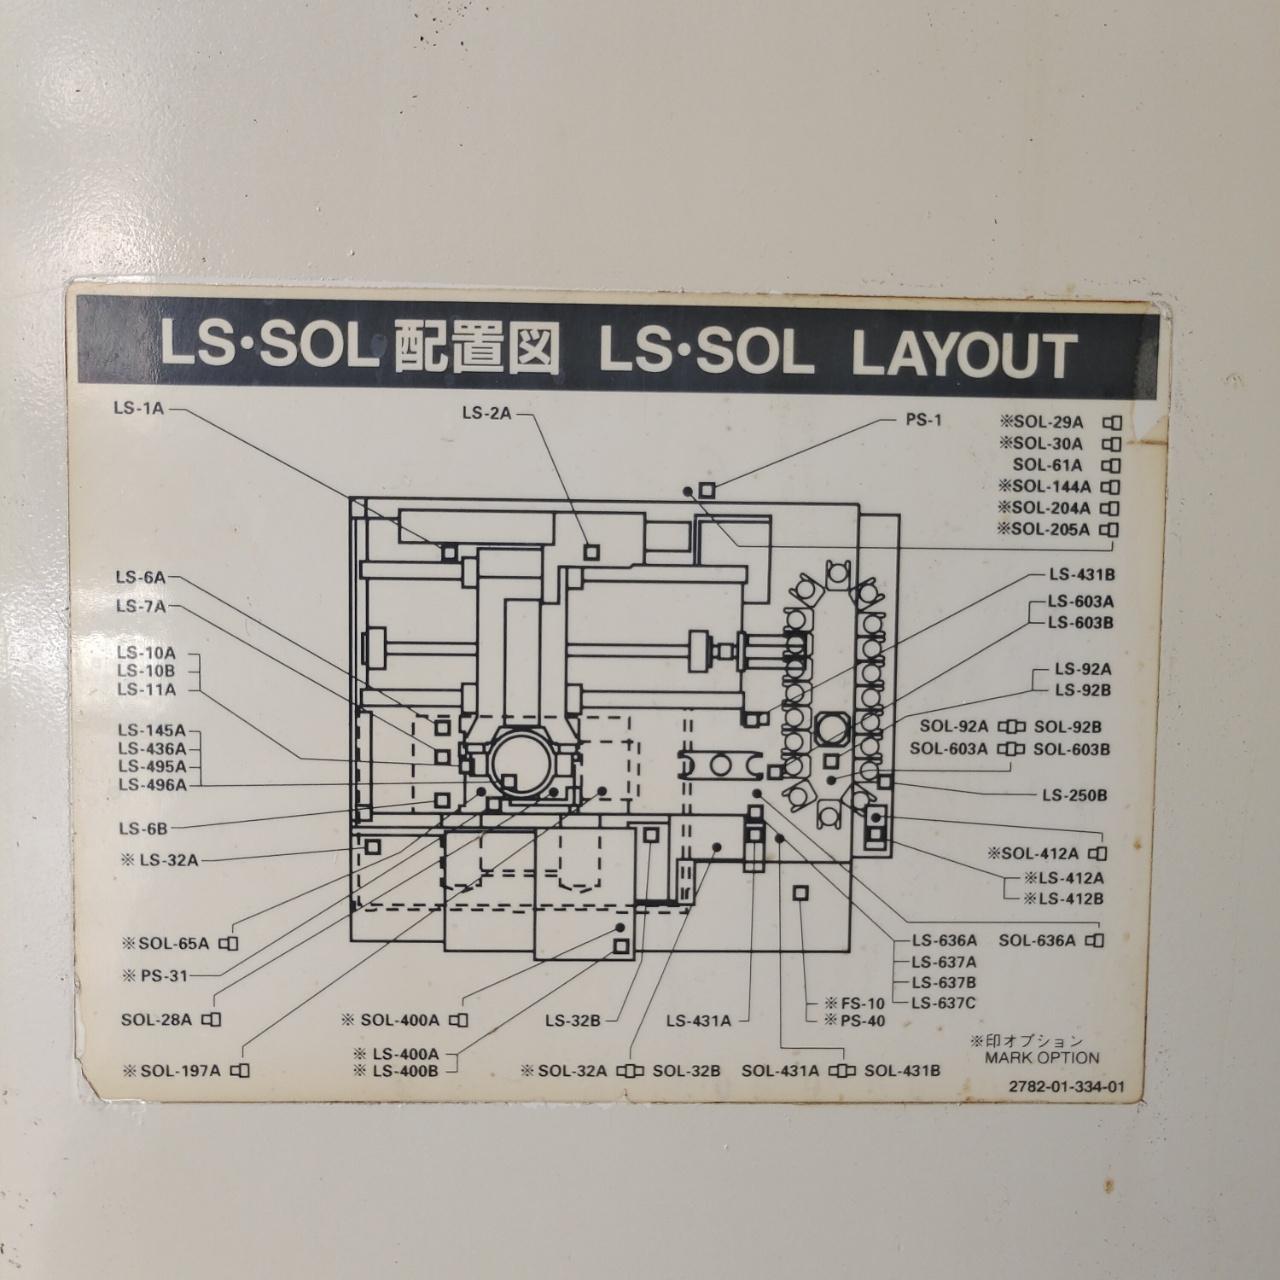 LS·SOL 配置図 LS·SOL LAYOUT
LS-1A
LS-2A
PS-1
※SOL-29A
※SOL-30A
SOL-61A
※SOL-144A
※SOL-204A
※SOL-205A
LS-6A
LS-7A
LS-10A
LS-10B
LS-11A
LS-145A
LS-436A
LS-495A
LS-496A
LS-6B
※ LS-32A
LS-431B
LS-603A
LS-603B
LS-92A
LS-92B
SOL-92A SOL-92B
SOL-603A SOL-603B
LS-250B
※SOL-412A
※LS-412A
※LS-412B
※SOL-65A
※ PS-31
SOL-28A
※SOL-197A
※ SOL-400A
※ LS-400A
※ LS-400B
LS-32B
※SOL-32A SOL-32B
LS-431A
SOL-431A SOL-431B
※FS-10
※PS-40
LS-636A SOL-636A
LS-637A
LS-637B
LS-637C
※印オプション
MARK OPTION
2782-01-334-01